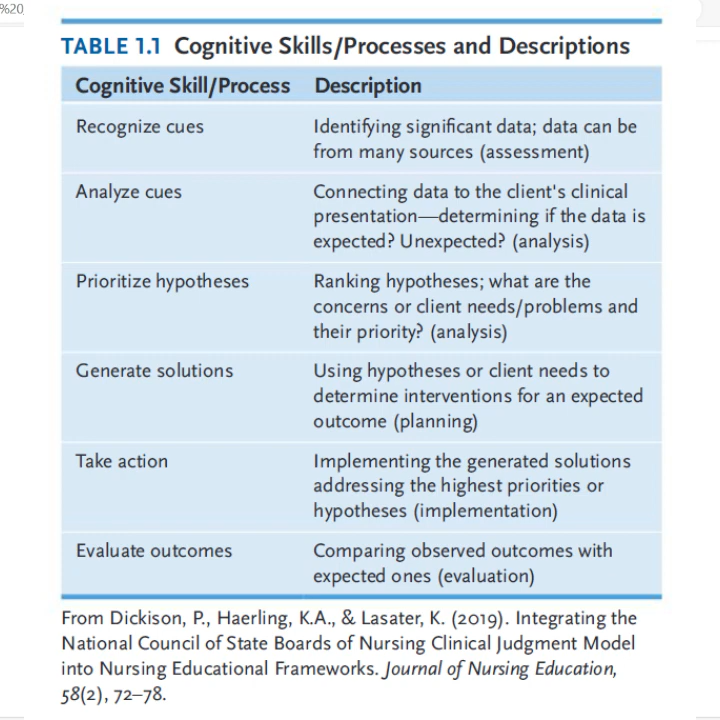 %20
TABLE 1.1 Cognitive Skills/Processes and Descriptions
Cognitive Skill/Process Description
Recognize cues Identifying significant data; data can be
from many sources (assessment)
Analyze cues Connecting data to the client's clinical
presentation—determining if the data is
expected? Unexpected? (analysis)
Prioritize hypotheses Ranking hypotheses; what are the
concerns or client needs/problems and
their priority? (analysis)
Generate solutions Using hypotheses or client needs to
determine interventions for an expected
outcome (planning)
Take action Implementing the generated solutions
addressing the highest priorities or
hypotheses (implementation)
Evaluate outcomes Comparing observed outcomes with
expected ones (evaluation)
From Dickison, P., Haerling, K.A., & Lasater, K. (2019). Integrating the
National Council of State Boards of Nursing Clinical Judgment Model
into Nursing Educational Frameworks. Journal of Nursing Education,
58(2), 72–78.